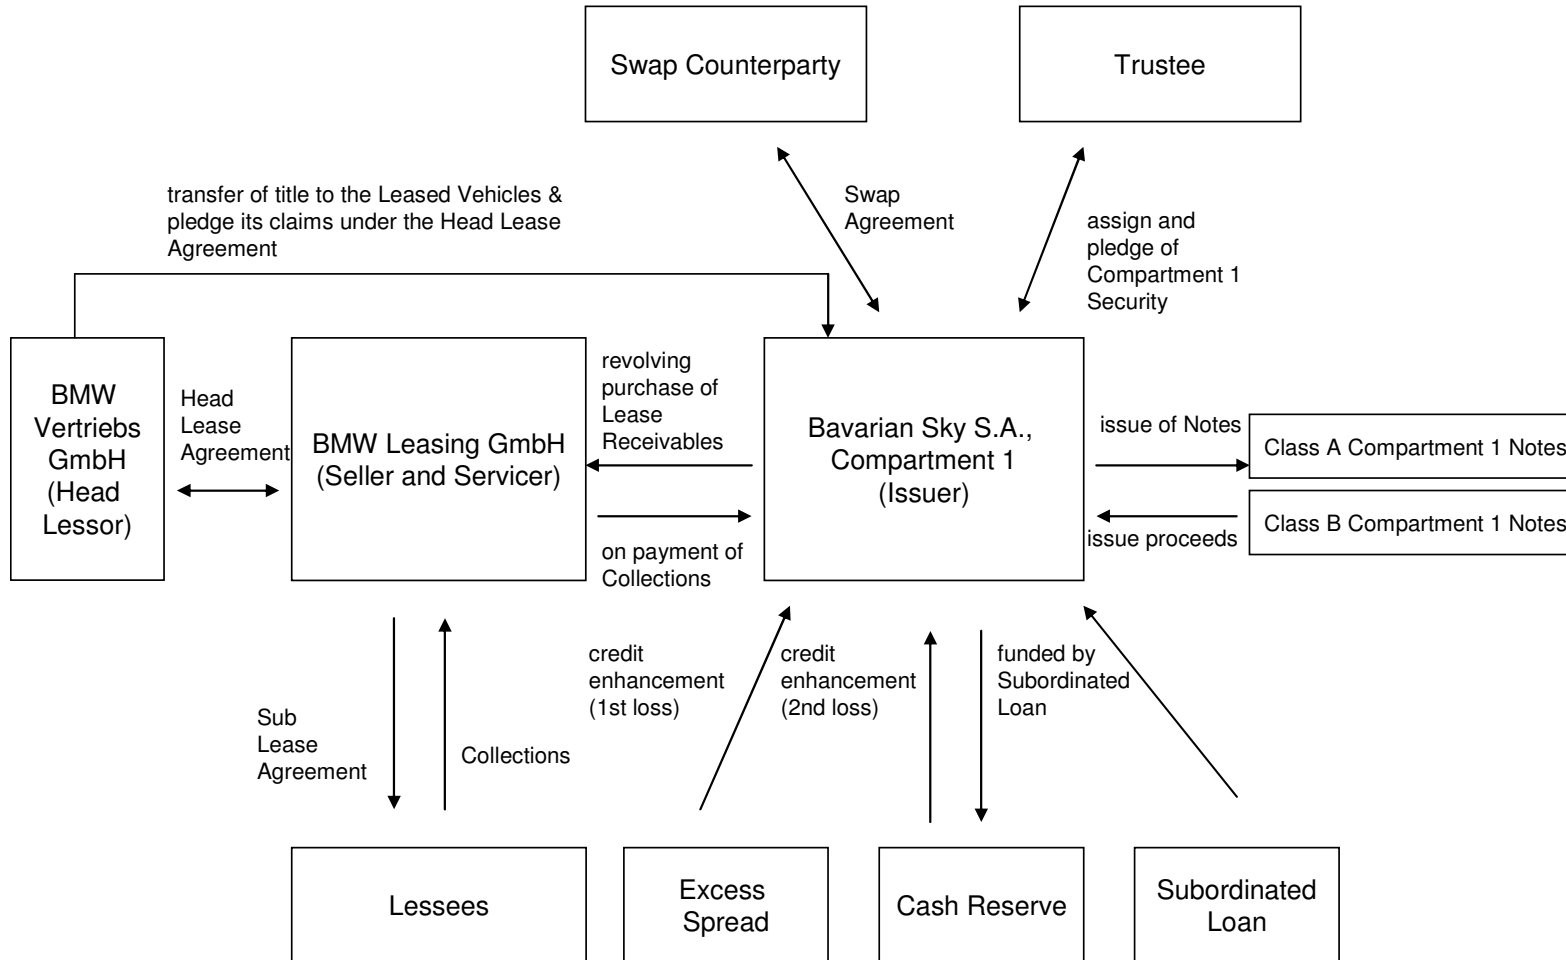 Swap Counterparty
Trustee
transfer of title to the Leased Vehicles &
pledge its claims under the Head Lease
Agreement
Swap
Agreement
assign and
pledge of
Compartment 1
Security
BMW
Vertriebs
GmbH
(Head
Lessor)
Head
Lease
Agreement
BMW Leasing GmbH
(Seller and Servicer)
revolving
purchase of
Lease
Receivables
on payment of
Collections
Bavarian Sky S.A.,
Compartment 1
(Issuer)
issue of Notes
issue proceeds
Class A Compartment 1 Notes
Class B Compartment 1 Notes
Sub
Lease
Agreement
Collections
credit
enhancement
(1st loss)
credit
enhancement
(2nd loss)
funded by
Subordinated
Loan
Lessees
Excess
Spread
Cash Reserve
Subordinated
Loan